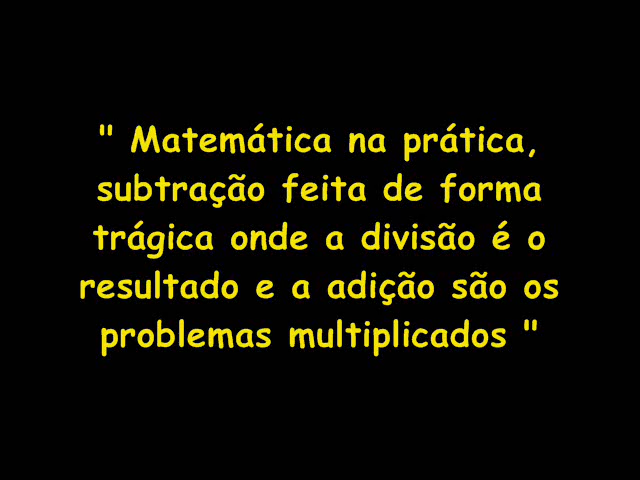 " Matemática na prática,
subtração feita de forma
trágica onde a divisão é o
resultado e a adição são os
problemas multiplicados "